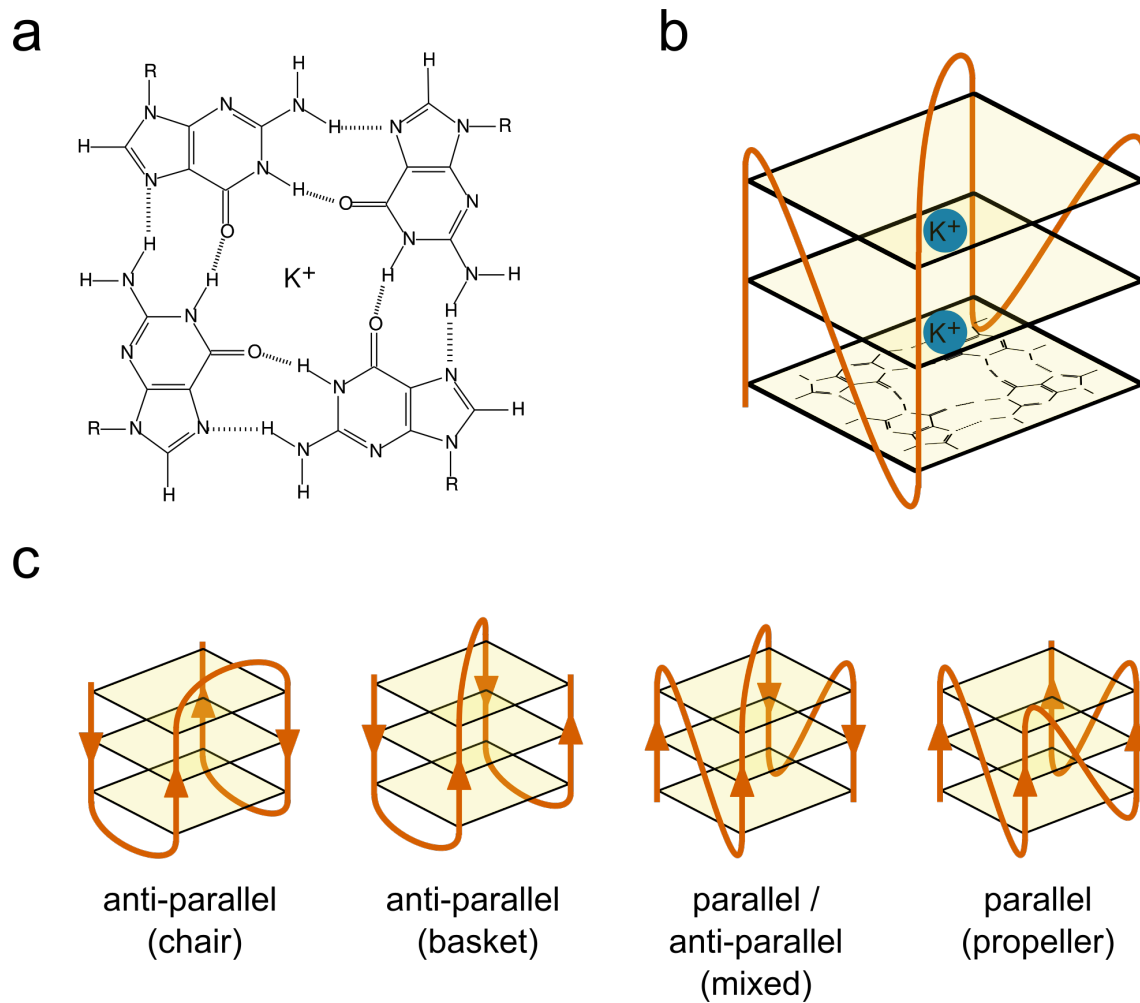 a
b
H
R
H
H
N
N
N
H
N
N
R
H
N
N
H
O
N
N
O
H
N
H
H
K⁺
N
H
H
N
H
N
H
O
N
O
H
N
N
N
R
N
N
H
H
N
N
N
H
H
R
K⁺
K⁺
c
anti-parallel
(chair)
anti-parallel
(basket)
parallel /
anti-parallel
(mixed)
parallel
(propeller)